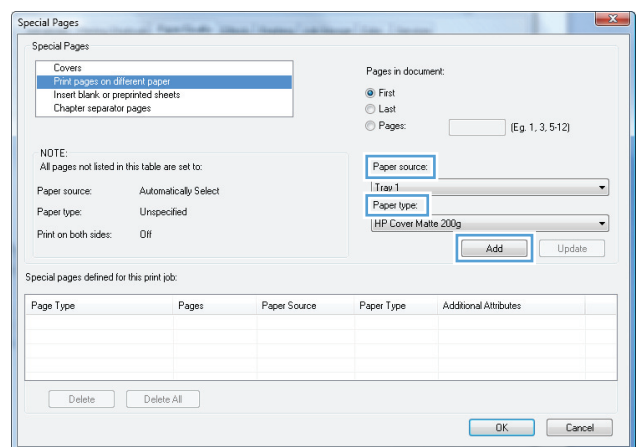 Special Pages
Special Pages
Covers
Print pages on different paper
Insert blank or preprinted sheets
Chapter separator pages
Pages in document:
First
Last
Pages: (Eg. 1, 3, 5-12)
NOTE:
All pages not listed in this table are set to:
Paper source: Automatically Select
Paper type: Unspecified
Print on both sides: Off
Paper source:
Tray 1
Paper type:
HP Cover Matte 200g
Add Update
Special pages defined for this print job:
Page Type Pages Paper Source Paper Type Additional Attributes
Delete Delete All
OK Cancel